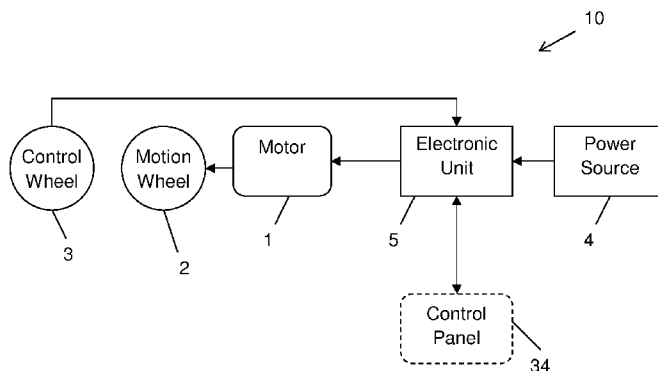 10
Control
Wheel
Motion
Wheel
Motor
Electronic
Unit
Power
Source
3
2
1
5
4
Control
Panel
34